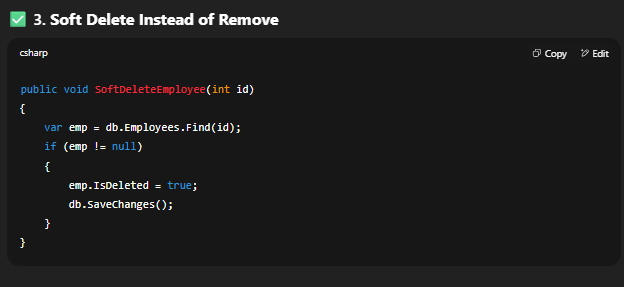 ✅ 3. Soft Delete Instead of Remove
csharp
Copy Edit
public void SoftDeleteEmployee(int id)
{
    var emp = db.Employees.Find(id);
    if (emp != null)
    {
        emp.IsDeleted = true;
        db.SaveChanges();
    }
}